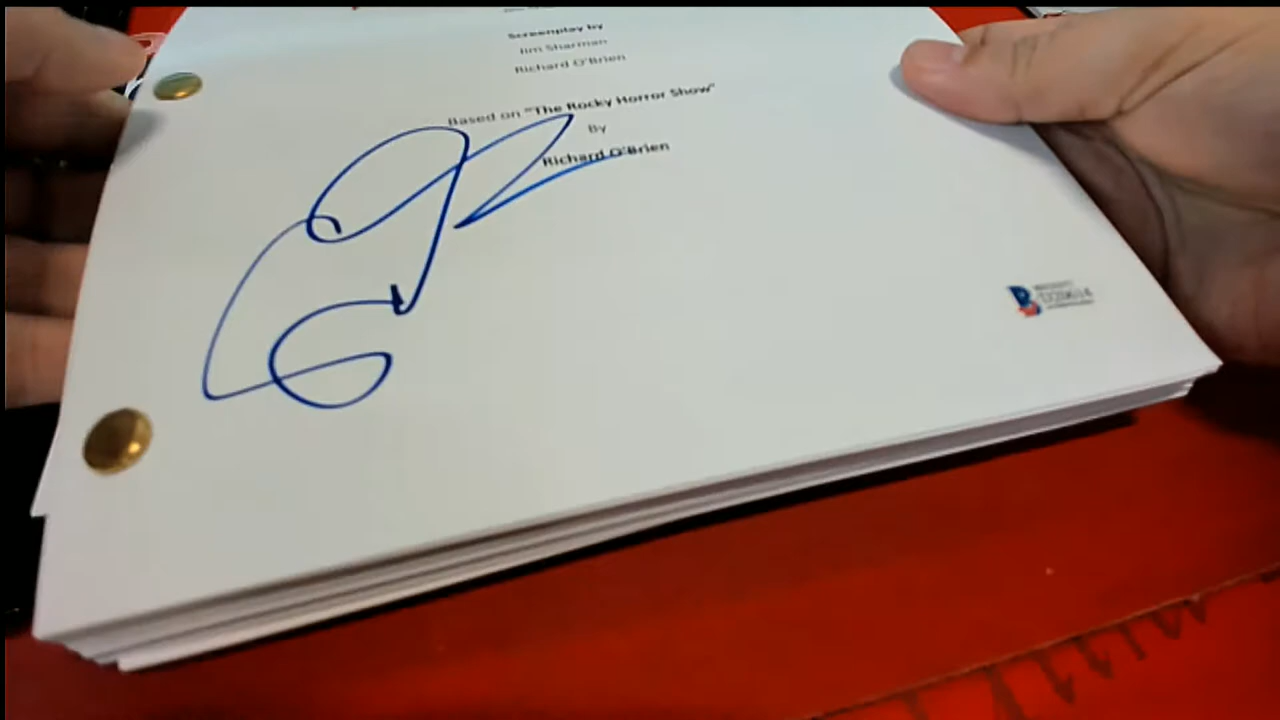 Screenplay by
Jim Sharman
Richard O'Brien
Based on "The Rocky Horror Show"
By
Richard O'Brien